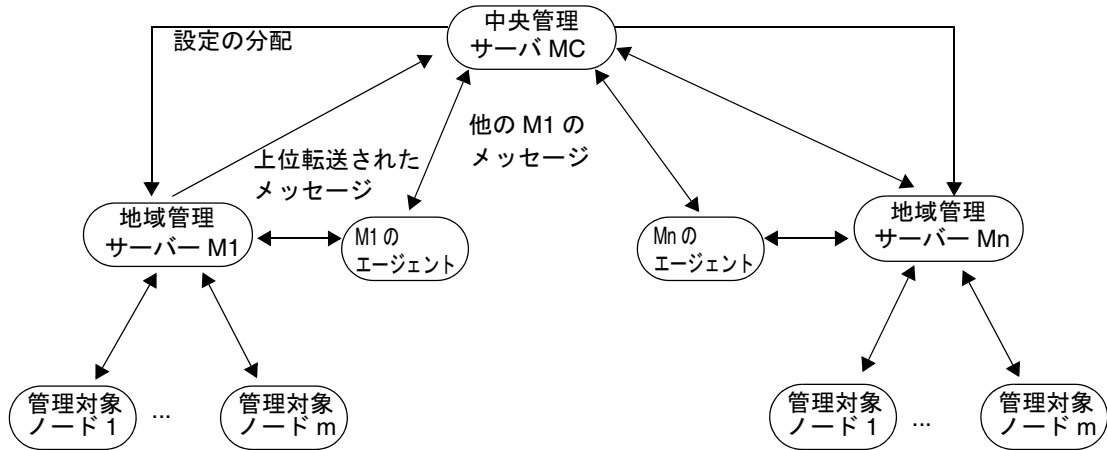 中央管理
サーバ MC
設定の分配
他の M1 の
メッセージ
上位転送された
メッセージ
地域管理
サーバー M1
M1 の
エージェント
Mn の
エージェント
地域管理
サーバー Mn
管理対象
ノード 1
...
管理対象
ノード m
管理対象
ノード 1
...
管理対象
ノード m